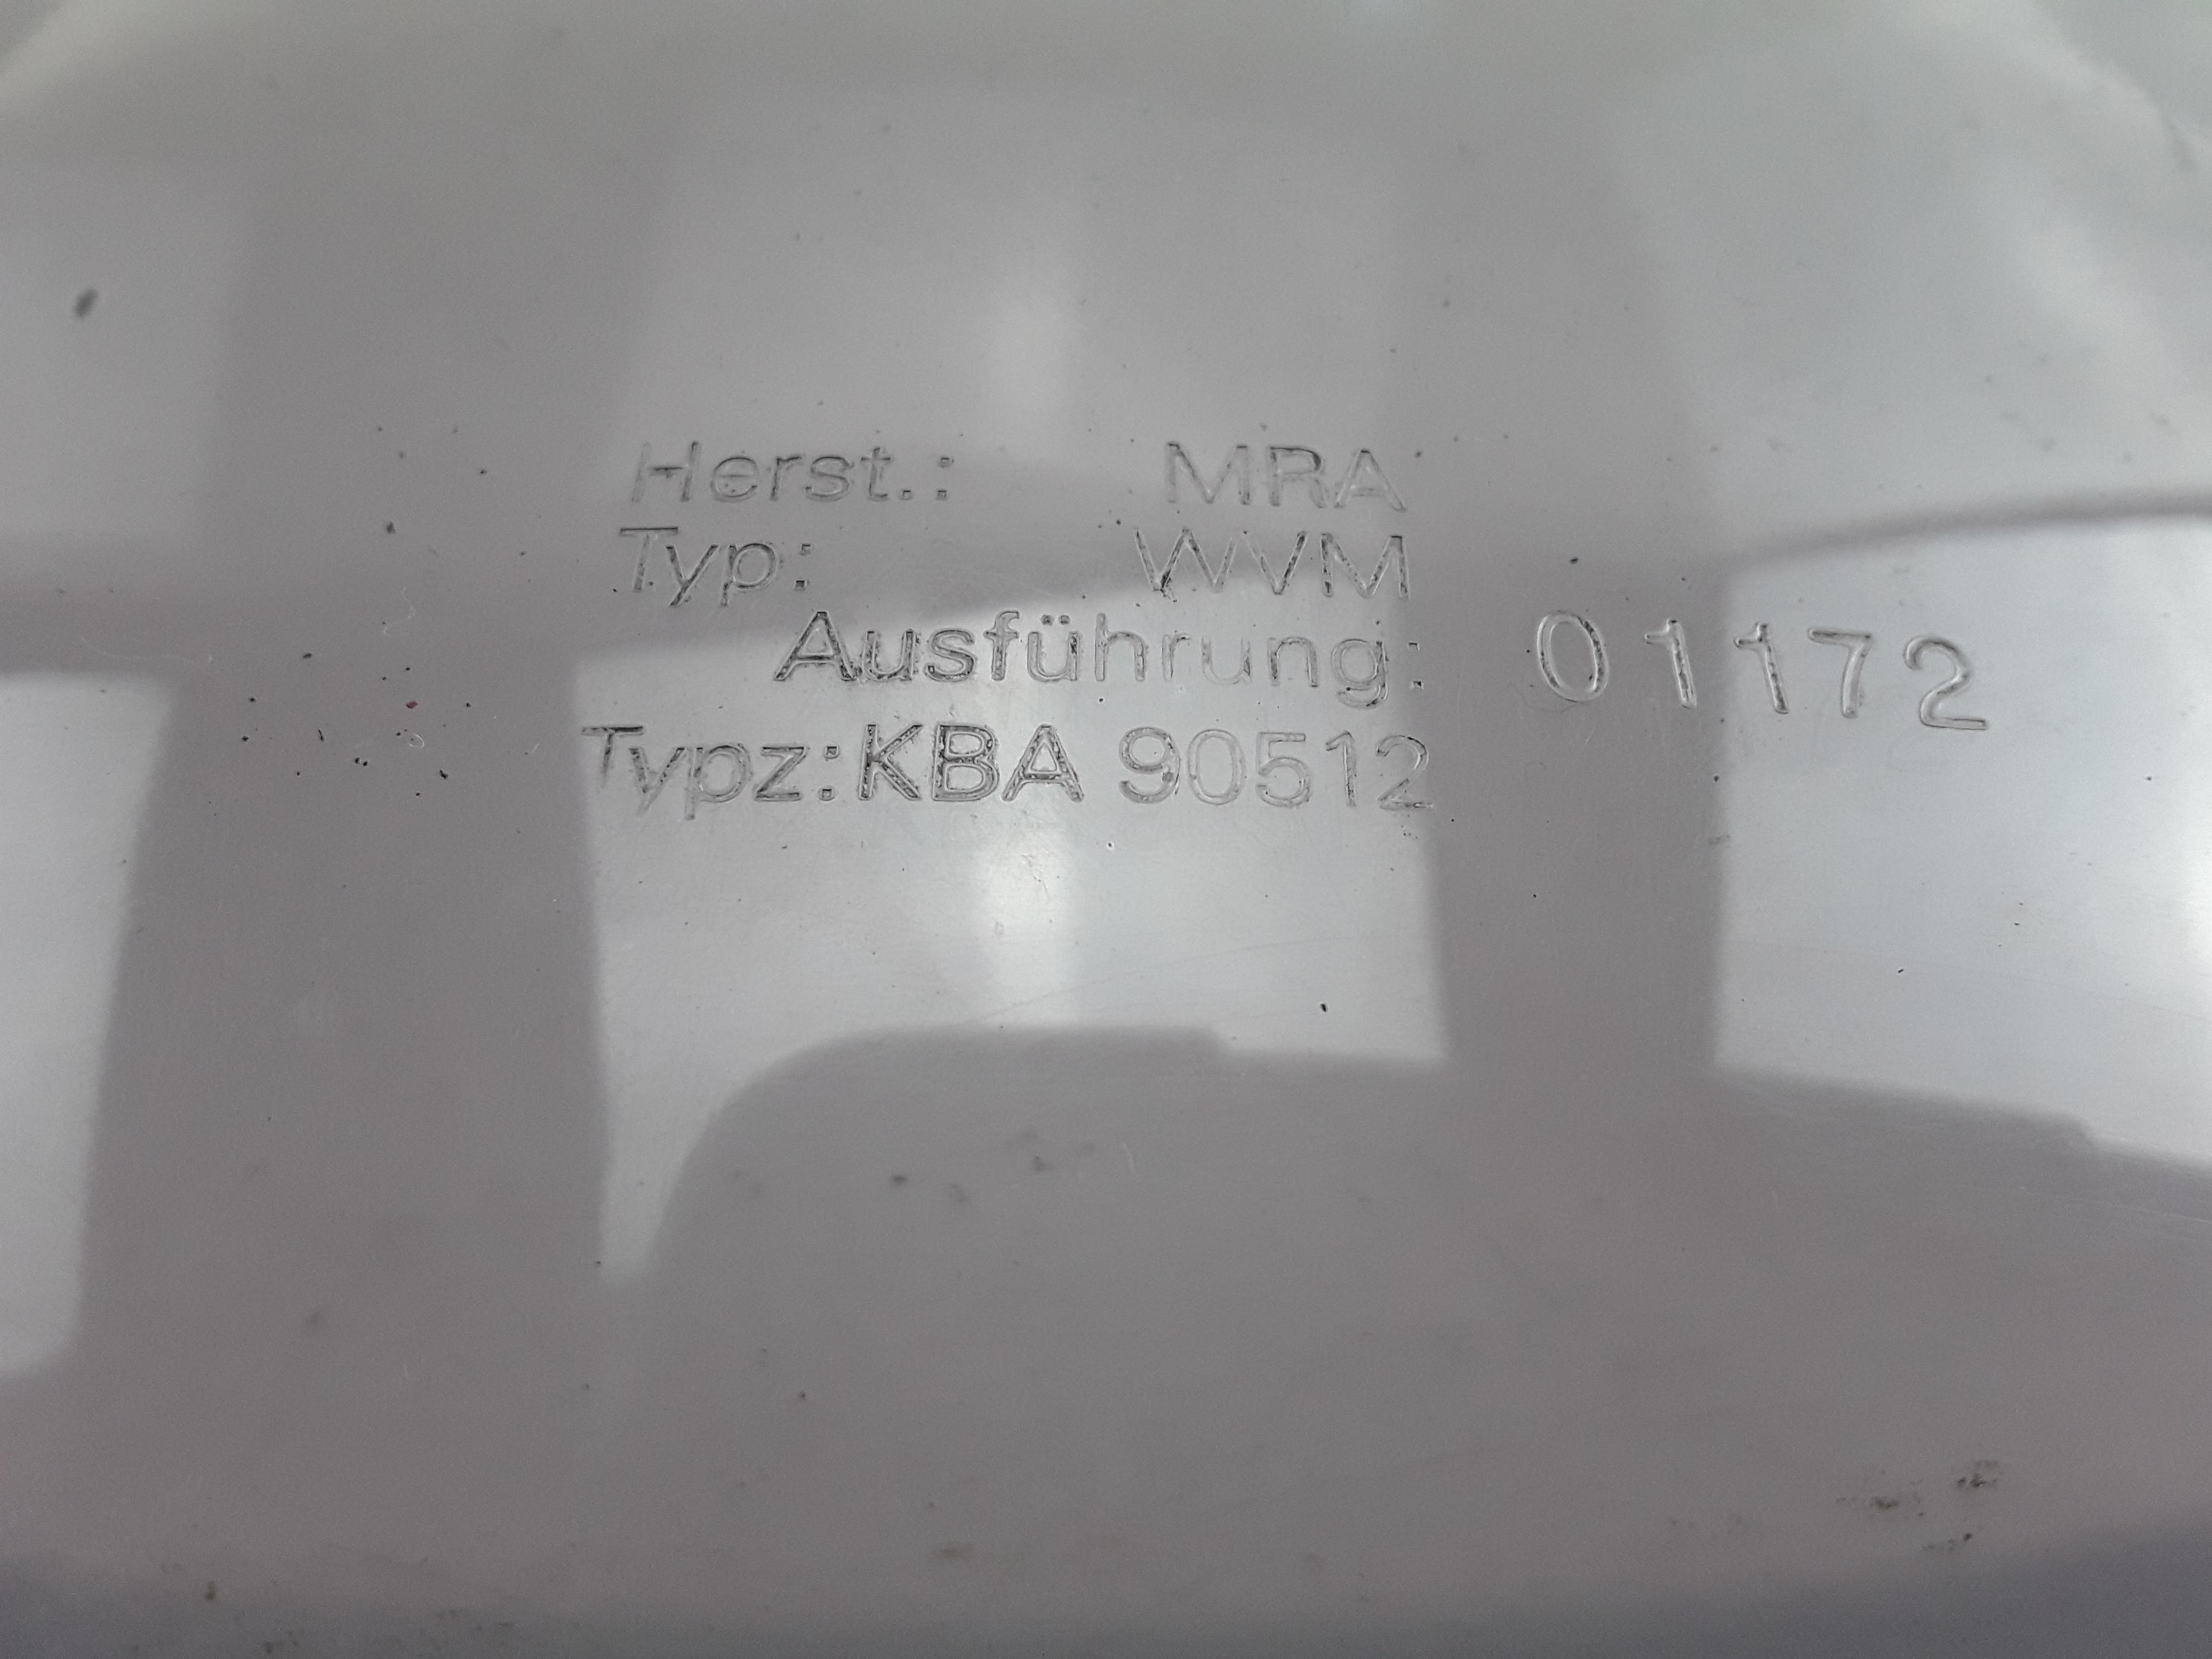 Herst.: MRA
Typ: WVM
Ausführung: 01172
Typz: KBA 90512